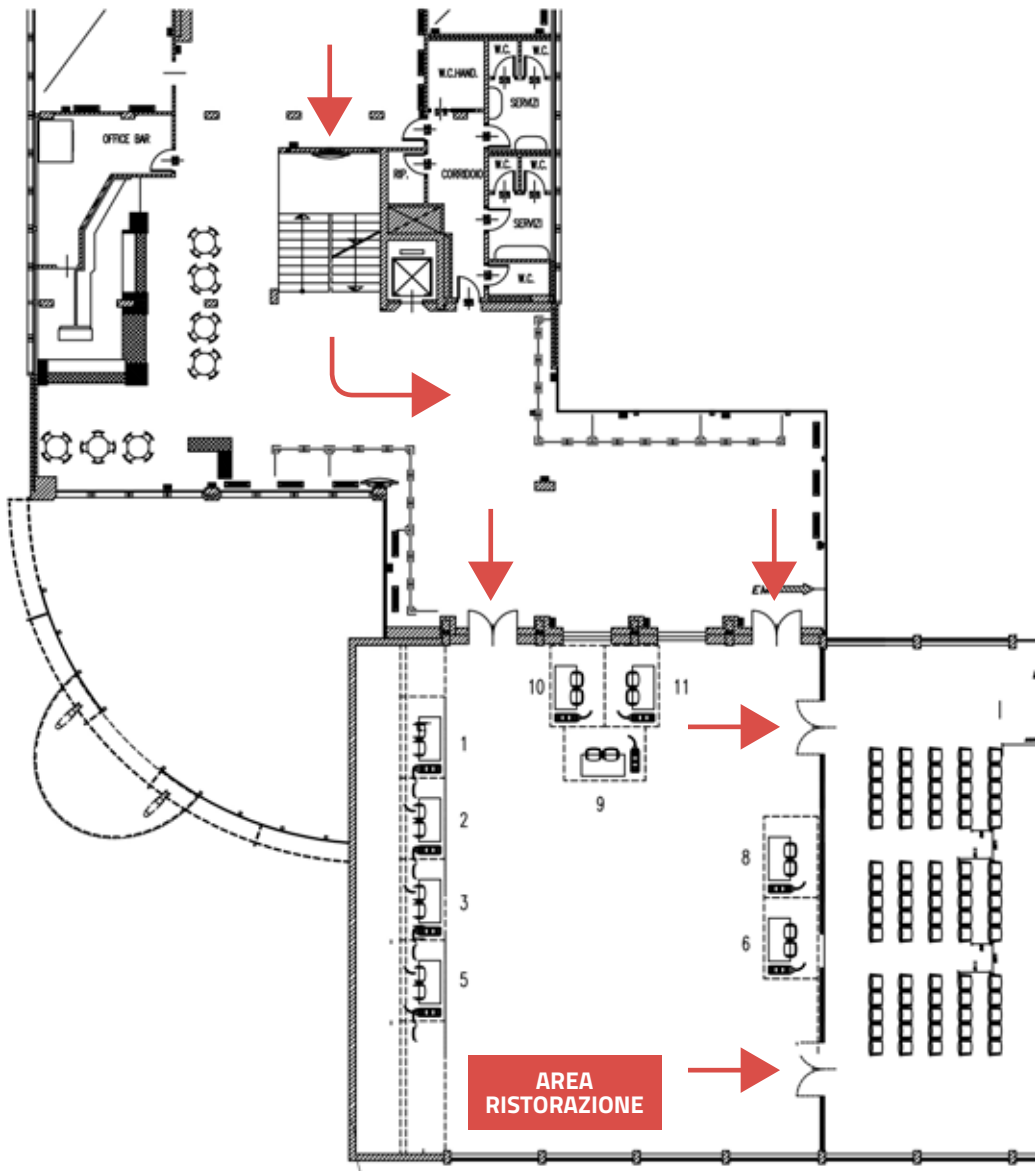 W.C.
W.C.
W.C.HAND.
SERVIZI
OFFICE BAR
RIP.
CORRIDOIO
W.C.
W.C.
SERVIZI
W.C.
10
11
1
9
2
8
3
6
5
AREA
RISTORAZIONE